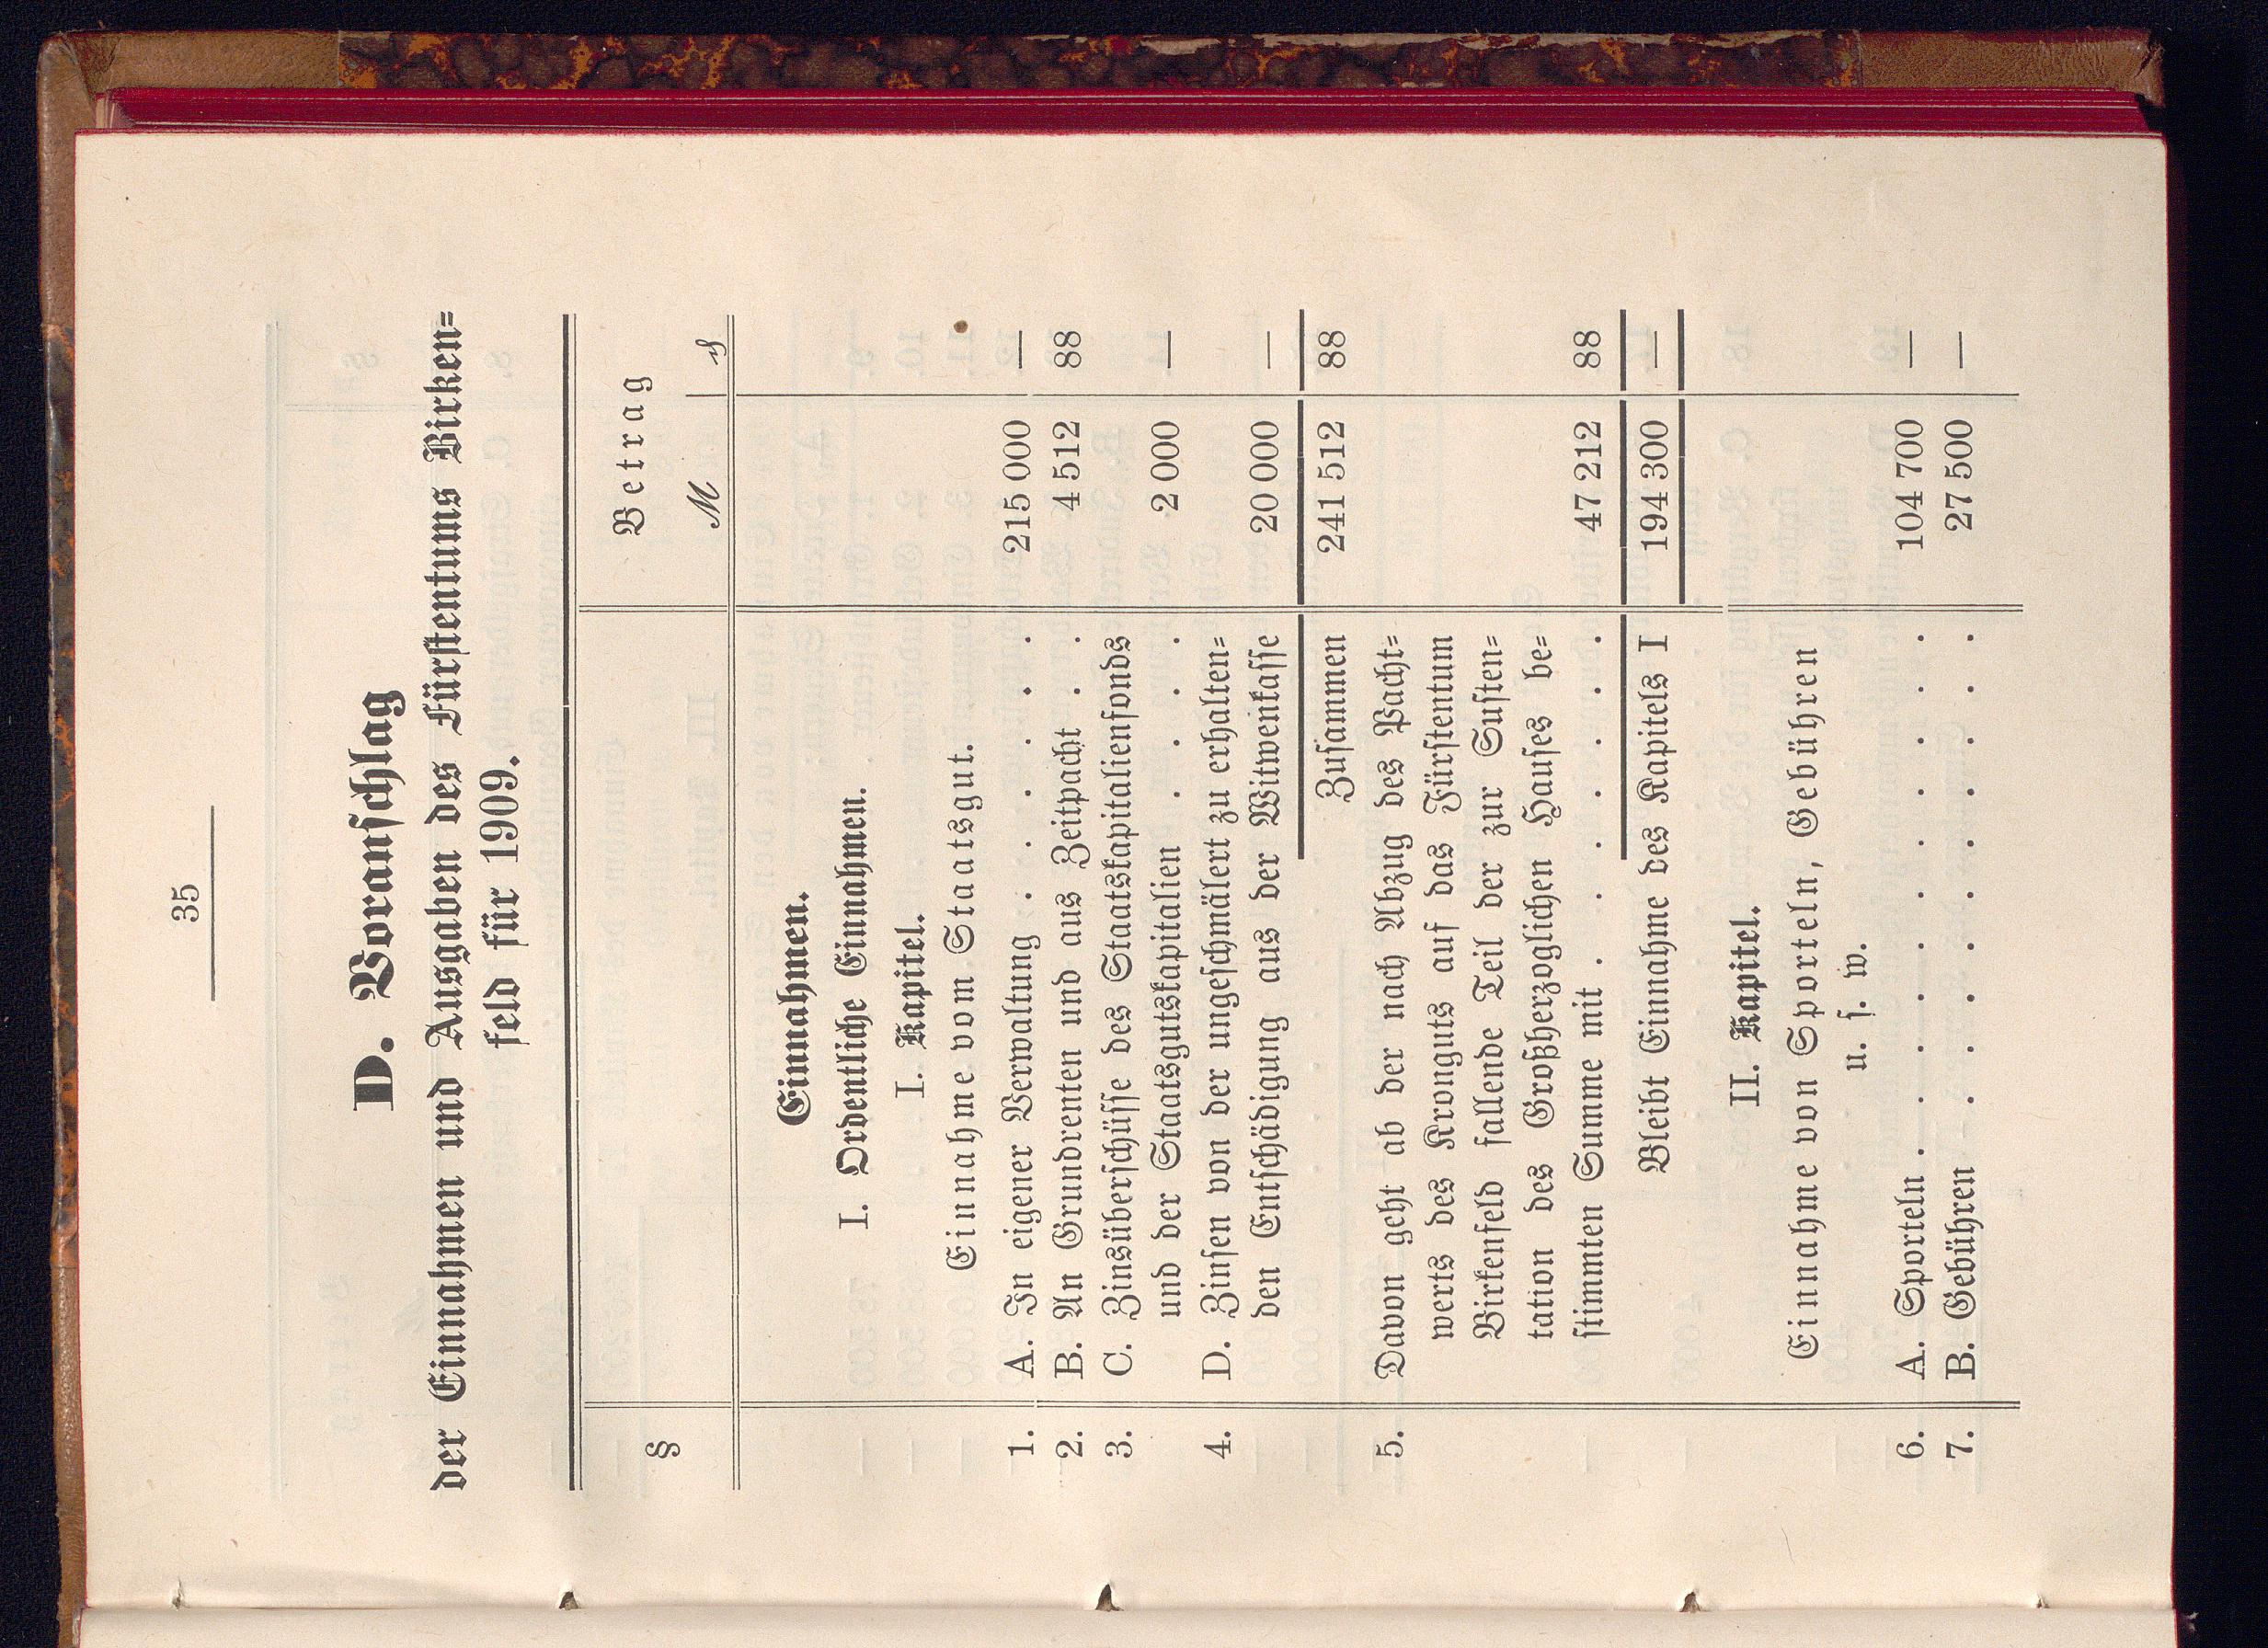 35
D. Voranschlag
der Einnahmen und Ausgaben des Fürstentums Birken=
feld für 1909.
§ Betrag
ℳ ₰
Einnahmen.
I. Ordentliche Einnahmen.
I. Kapitel.
Einnahme vom Staatsgut.
1. A. In eigener Verwaltung . . . . . . . 215 000 —
2. B. An Grundrenten und aus Zeitpacht . . 4 512 88
3. C. Zinsüberschüsse des Staatskapitalienfonds
und der Staatsgutskapitalien . . . . 2 000 —
4. D. Zinsen von der ungeschmälert zu erhalten=
den Entschädigung aus der Witwenkasse 20 000 —
Zusammen 241 512 88
5. Davon geht ab der nach Abzug des Pacht=
werts des Kronguts auf das Fürstentum
Birkenfeld fallende Teil der zur Susten=
tation des Großherzoglichen Hauses be=
stimmten Summe mit . . . . . . . 47 212 88
Bleibt Einnahme des Kapitels I 194 300 —
II. Kapitel.
Einnahme von Sporteln, Gebühren
u. s. w.
6. A. Sporteln . . . . . . . . . . . 104 700 —
7. B. Gebühren . . . . . . . . . . 27 500 —